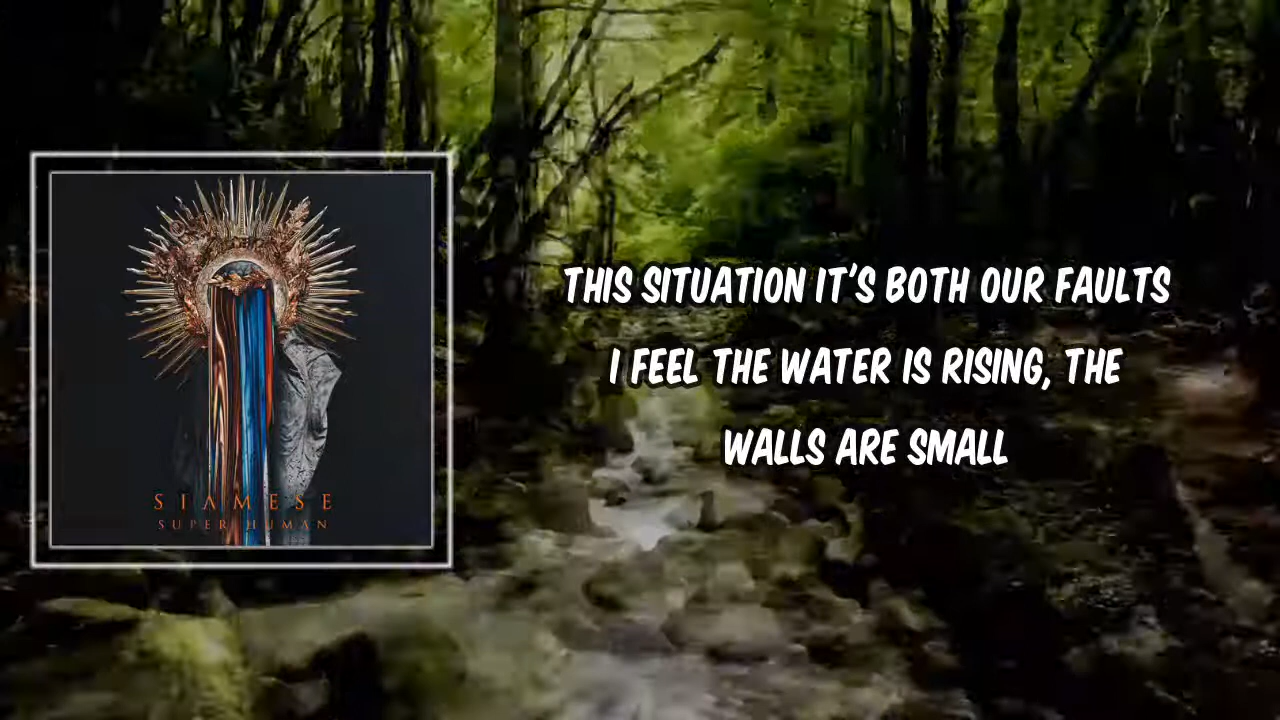 THIS SITUATION IT'S BOTH OUR FAULTS
I FEEL THE WATER IS RISING, THE
WALLS ARE SMALL
SIAMESE
SUPER HUMAN